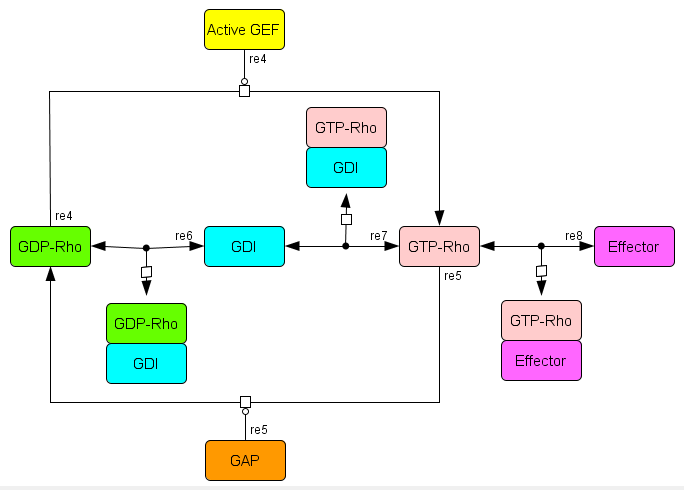 Active GEF
re4
GTP-Rho
GDI
re4
re6
re7
re8
GDP-Rho
GDI
GTP-Rho
Effector
re5
GDP-Rho
GDI
GTP-Rho
Effector
re5
GAP